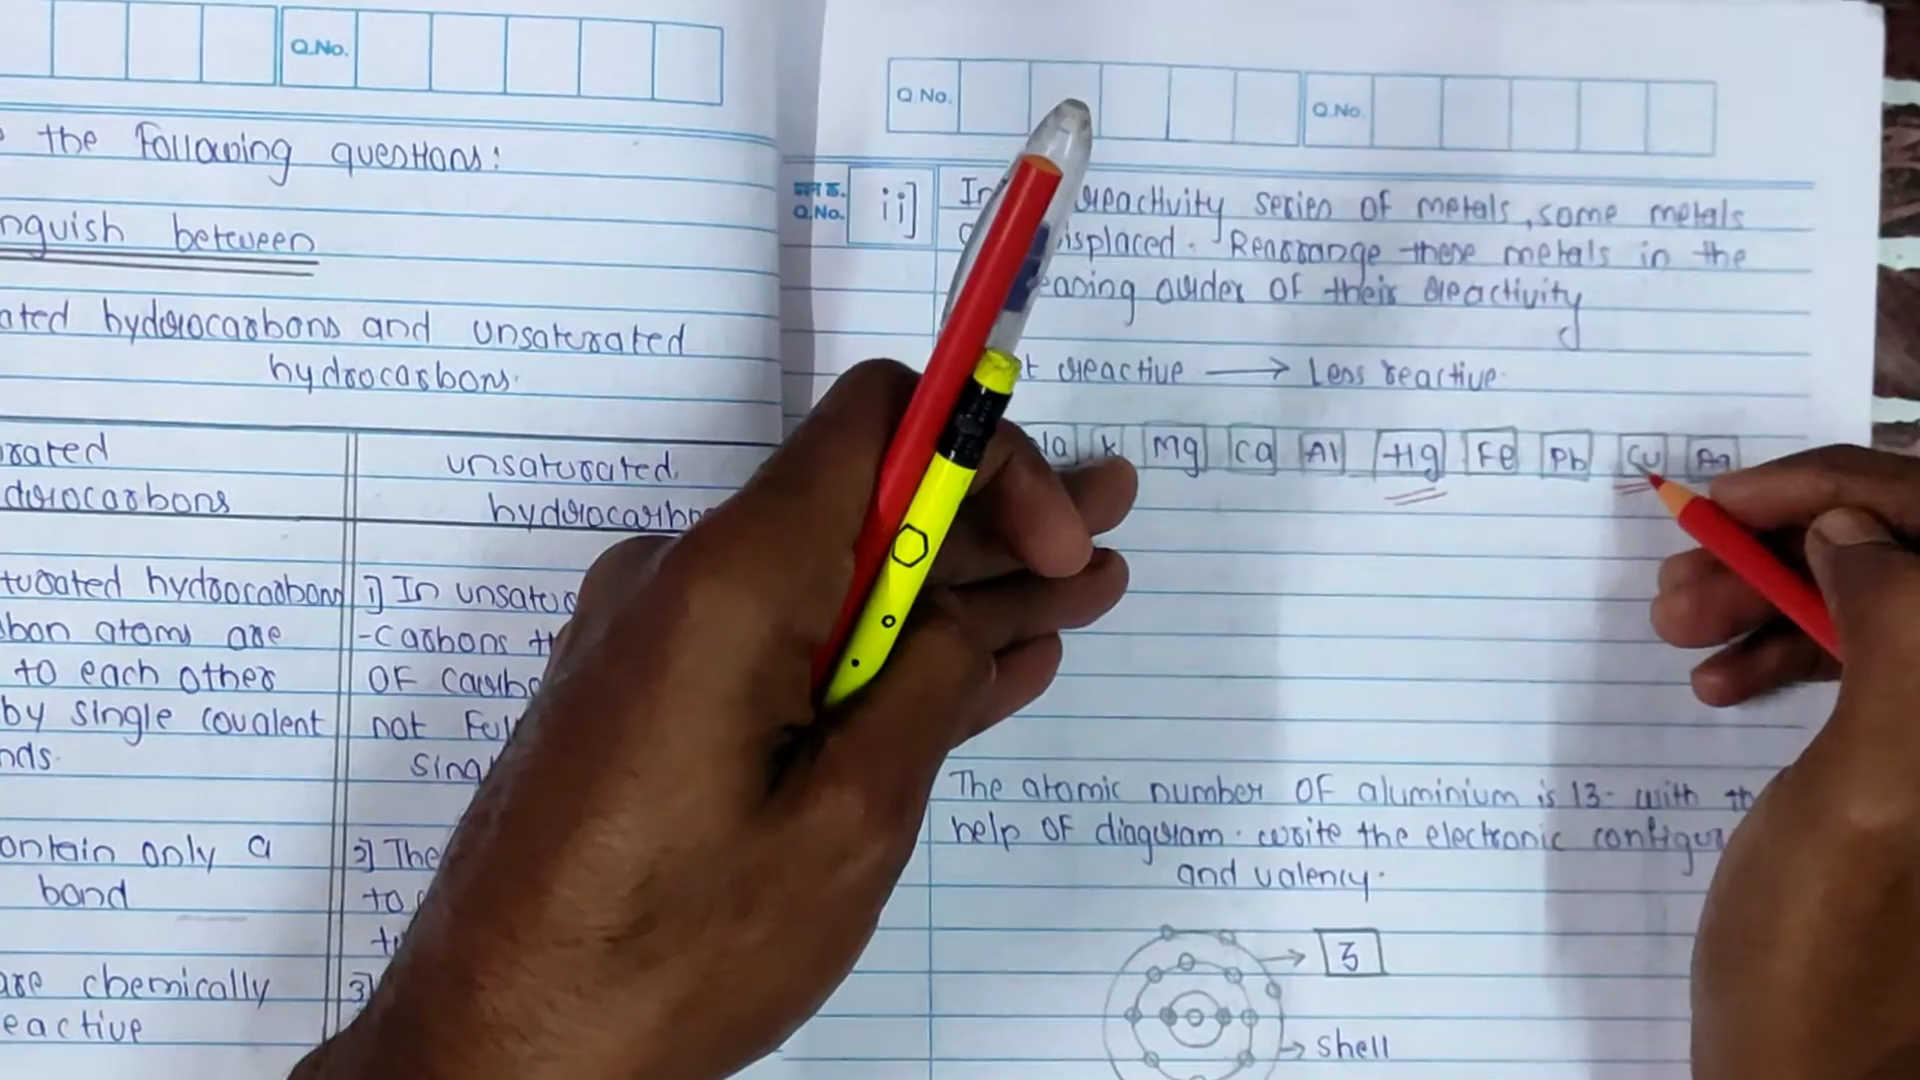 Q.No.
the Following questions:
nguish between
ated hydrocarbons and unsaturated
hydrocarbons.
rated
drocarbons
unsaturated
hydrocarbo
turated hydrocarbons
bon atoms are
to each other
by single covalent
nds.
ontain only a
bond
are chemically
eactive
i] In unsatur
-carbons th
OF carbo
not Full
sing
2] The
to
3]
Q.No.
Q.No.
प्रश्न क्र.
Q.No.
ii]
In reactivity series of metals, some metals
isplaced. Rearrange these metals in the
easing order of their reactivity
t reactive → Less reactive.
Na K Mg Ca Al Hg Fe Pb Cu Ag
The atomic number OF aluminium is 13. with th
help OF diagram. write the electronic configur
and valency.
3
shell